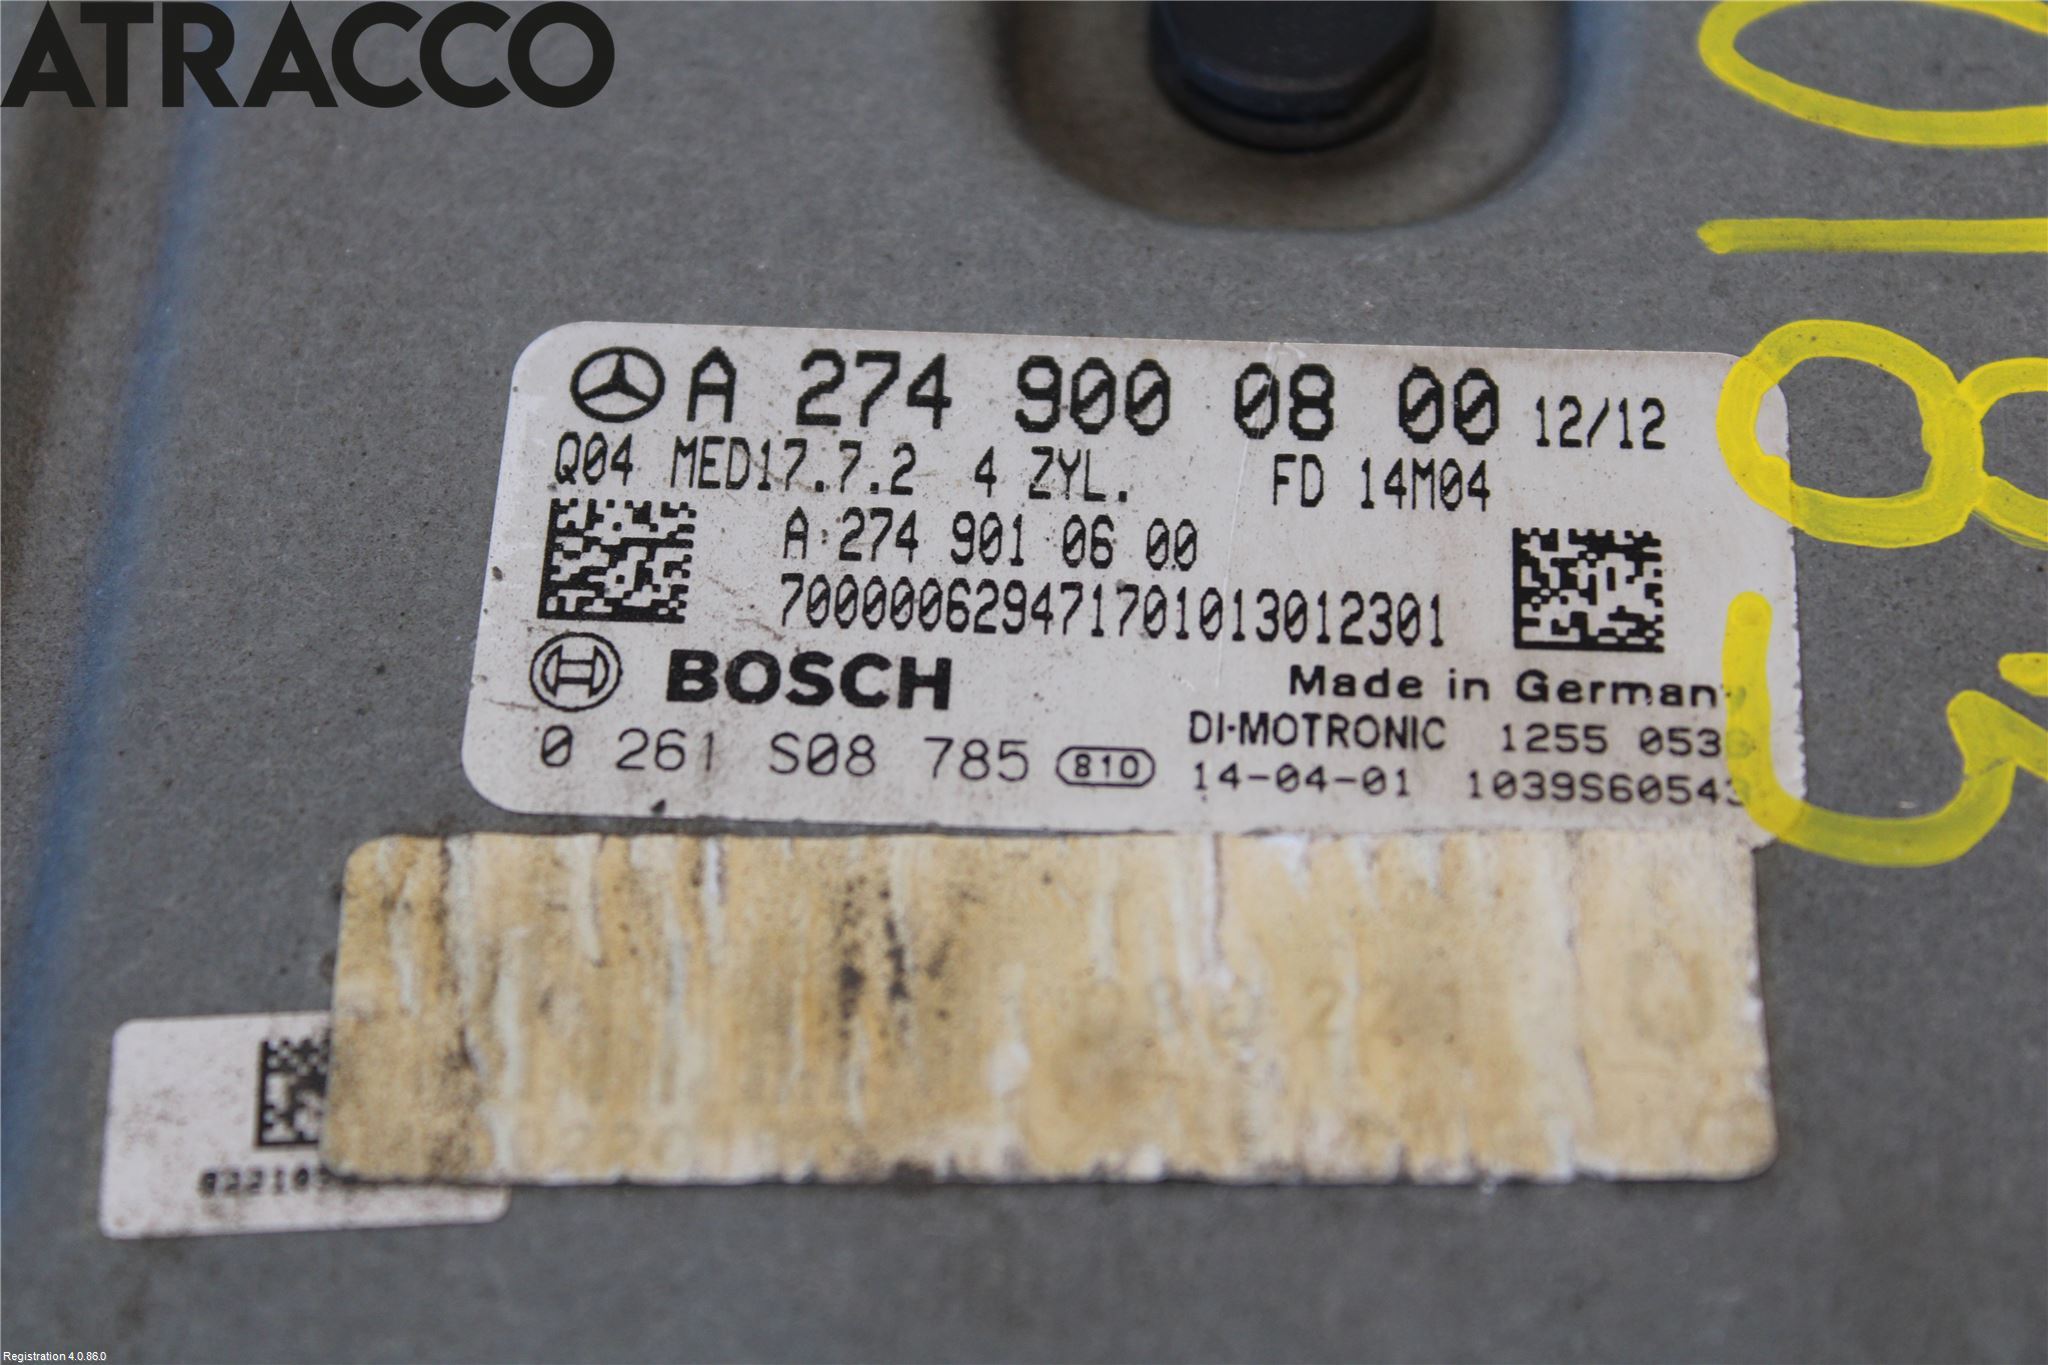 ATRACCO
A 274 900 08 00 12/12
Q04 MED17.7.2 4 ZYL. FD 14M04
A 274 901 06 00
700000629471701013012301
BOSCH Made in German
0 261 S08 785 810 DI-MOTRONIC 1255
14-04-01
Registration 4.0.86.0